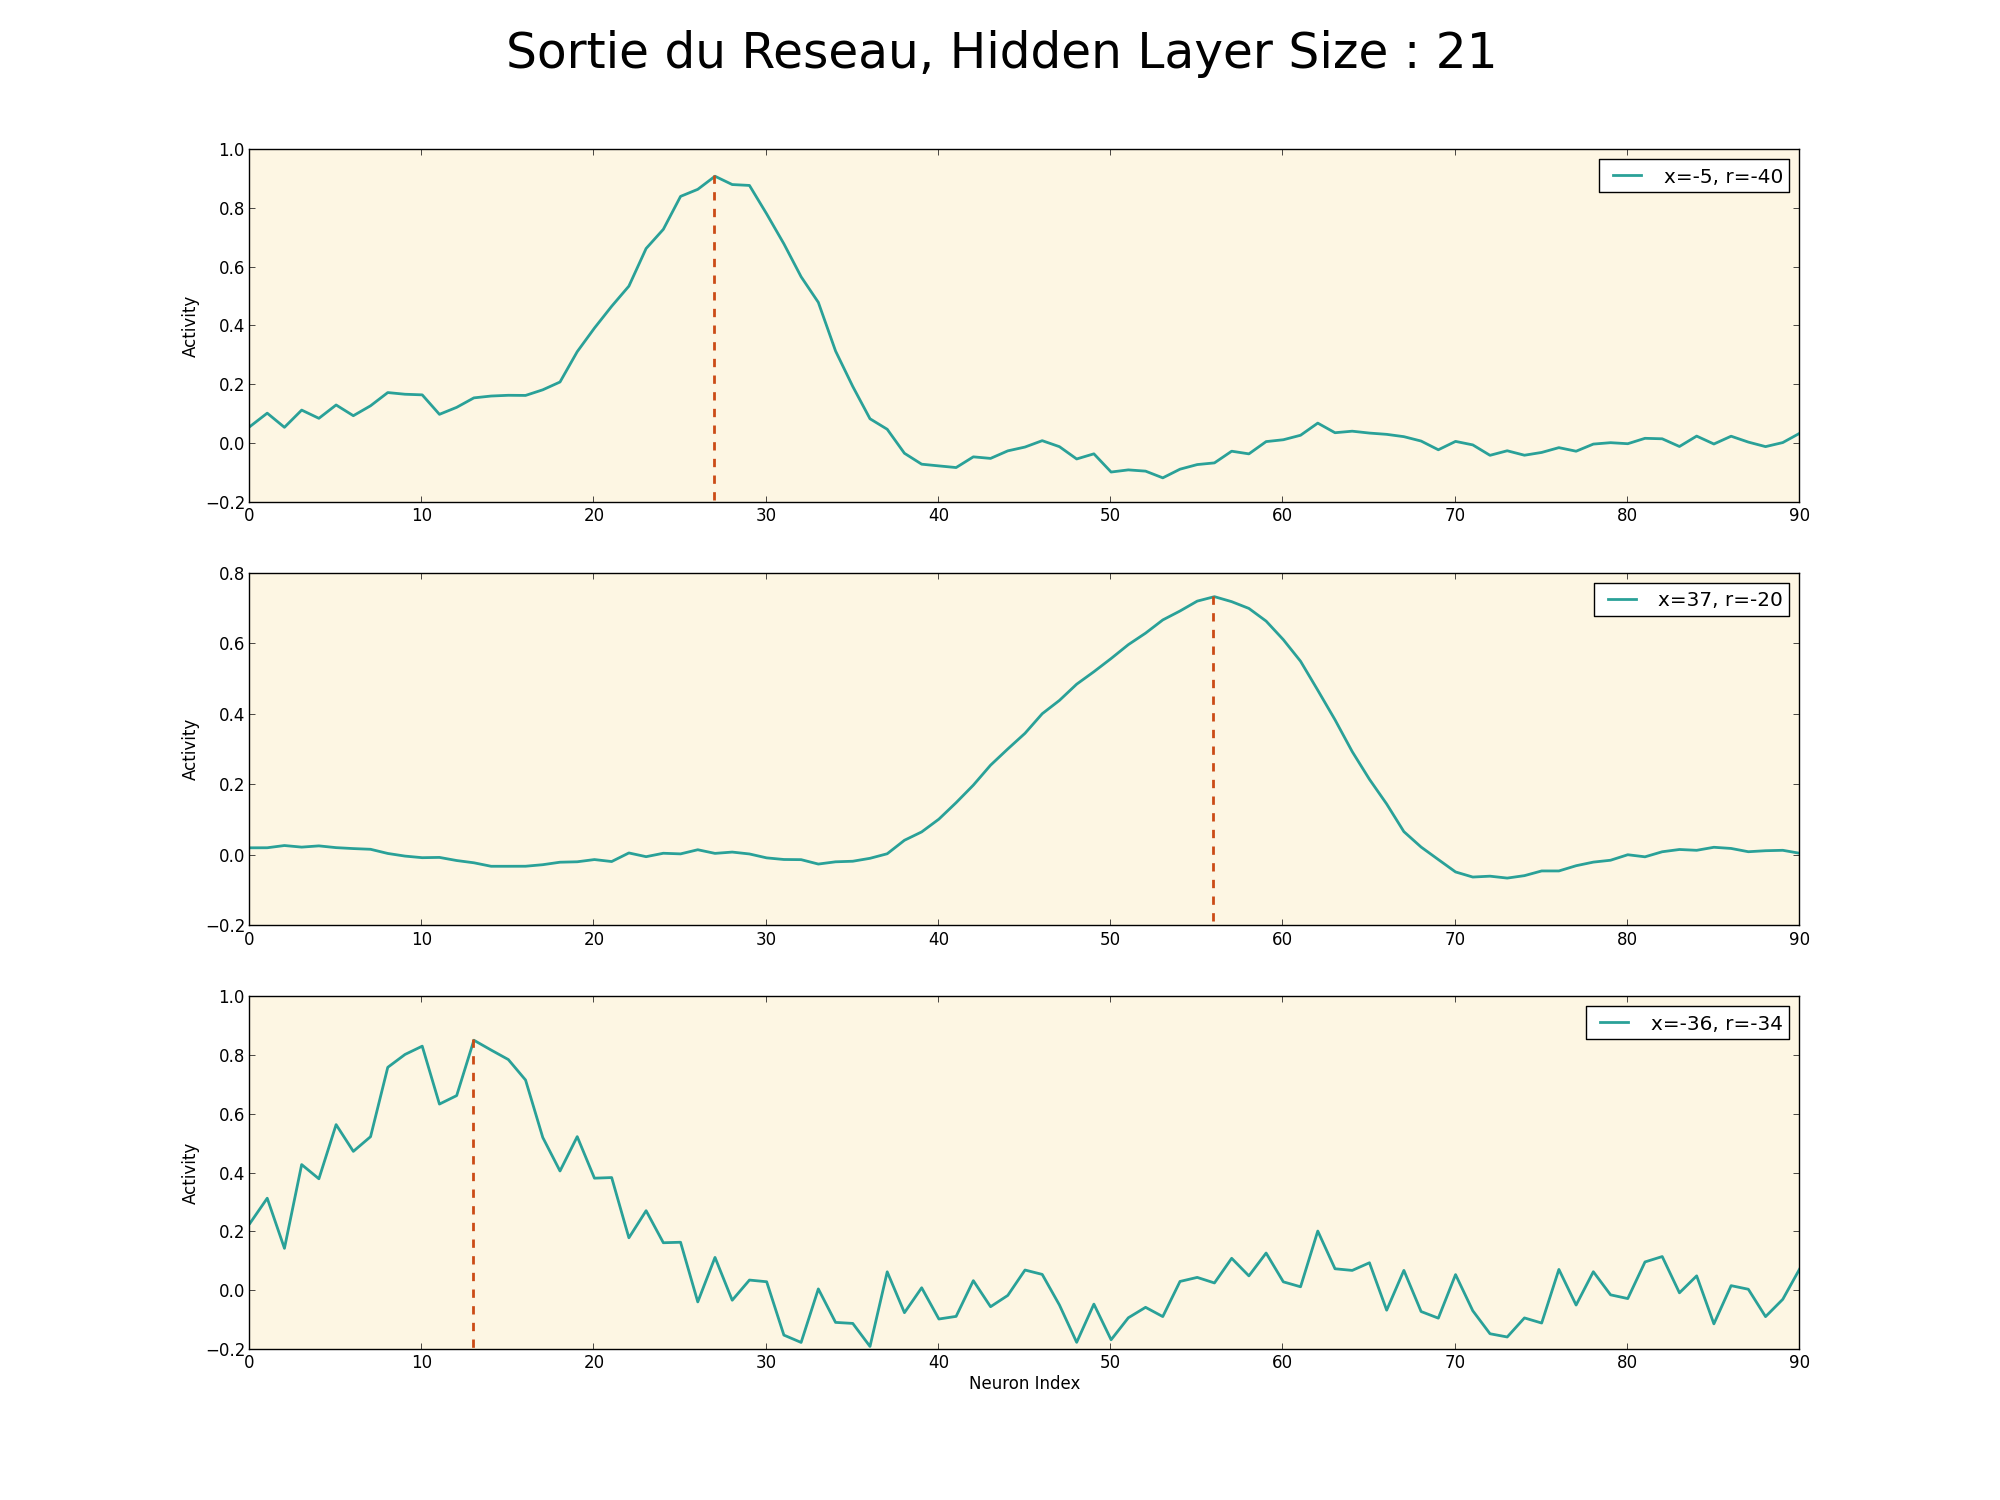 Sortie du Reseau, Hidden Layer Size : 21
1.0
0.8
0.6
0.4
0.2
0.0
−0.2
Activity
x=-5, r=-40
0 10 20 30 40 50 60 70 80 90
0.8
0.6
0.4
0.2
0.0
−0.2
Activity
x=37, r=-20
0 10 20 30 40 50 60 70 80 90
1.0
0.8
0.6
0.4
0.2
0.0
−0.2
Activity
x=-36, r=-34
0 10 20 30 40 50 60 70 80 90
Neuron Index